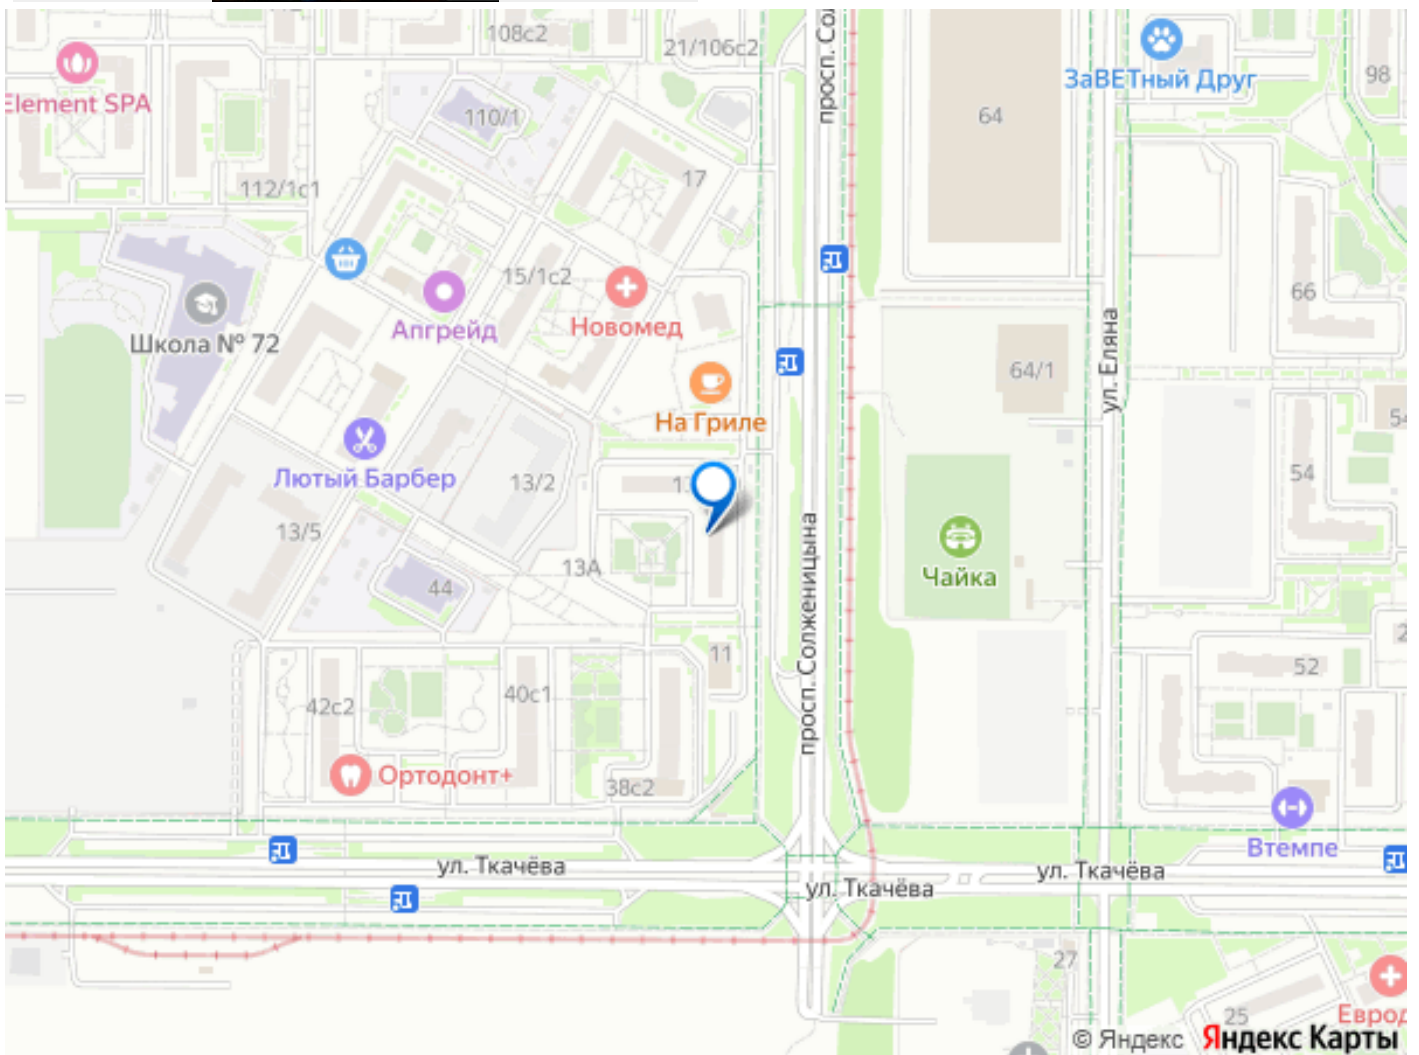 108с2
21/106с2
просп. Со
ЗаВЕТный Друг
98
Element SPA
110/1
64
17
112/1с1
15/1с2
66
Новомед
Апгрейд
Школа № 72
64/1
ул. Еляна
На Гриле
54
Лютый Барбер
13/2
54
13/5
13А
Чайка
44
просп. Солженицына
11
52
2
42с2
40с1
Ортодонт+
38с2
Втемпе
ул. Ткачёва
ул. Ткачёва
ул. Ткачёва
27
25
Еврод
© Яндекс Яндекс Карты